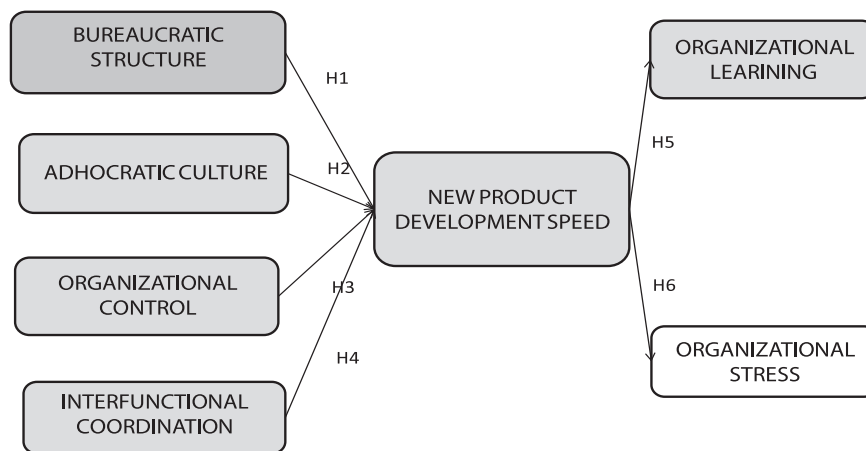 BUREAUCRATIC
STRUCTURE
H1
ADHOCRATIC CULTURE
H2
ORGANIZATIONAL
CONTROL
H3
INTERFUNCTIONAL
COORDINATION
H4
NEW PRODUCT
DEVELOPMENT SPEED
H5
ORGANIZATIONAL
LEARINING
H6
ORGANIZATIONAL
STRESS